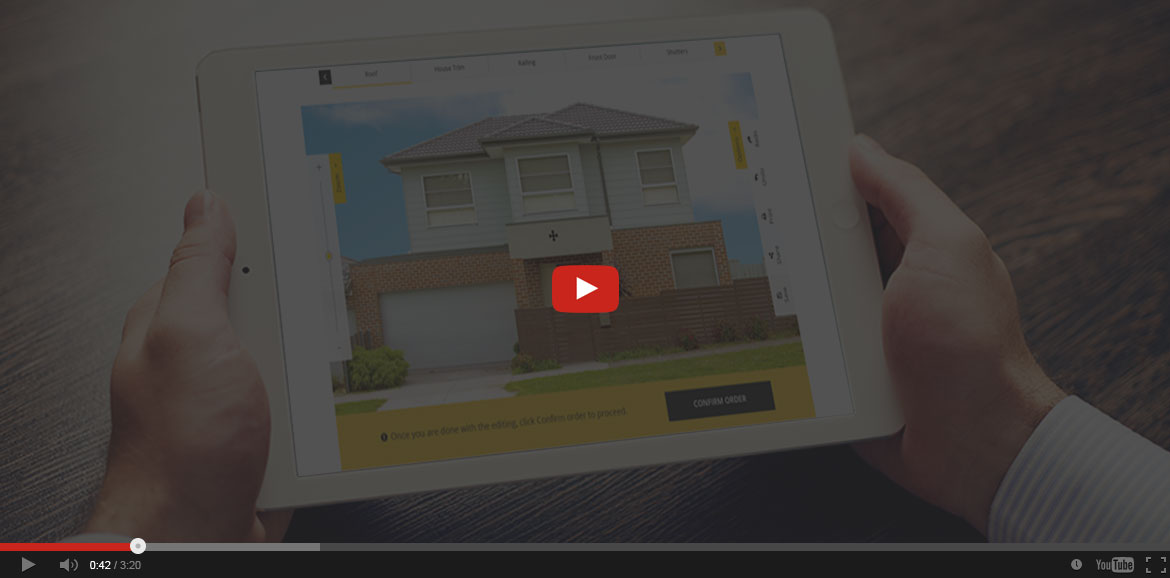 Roof House Trim Railing Front Door Shutters
Once you are done with the editing, click Confirm order to proceed.
CONFIRM ORDER
0:42 / 3:20
YouTube